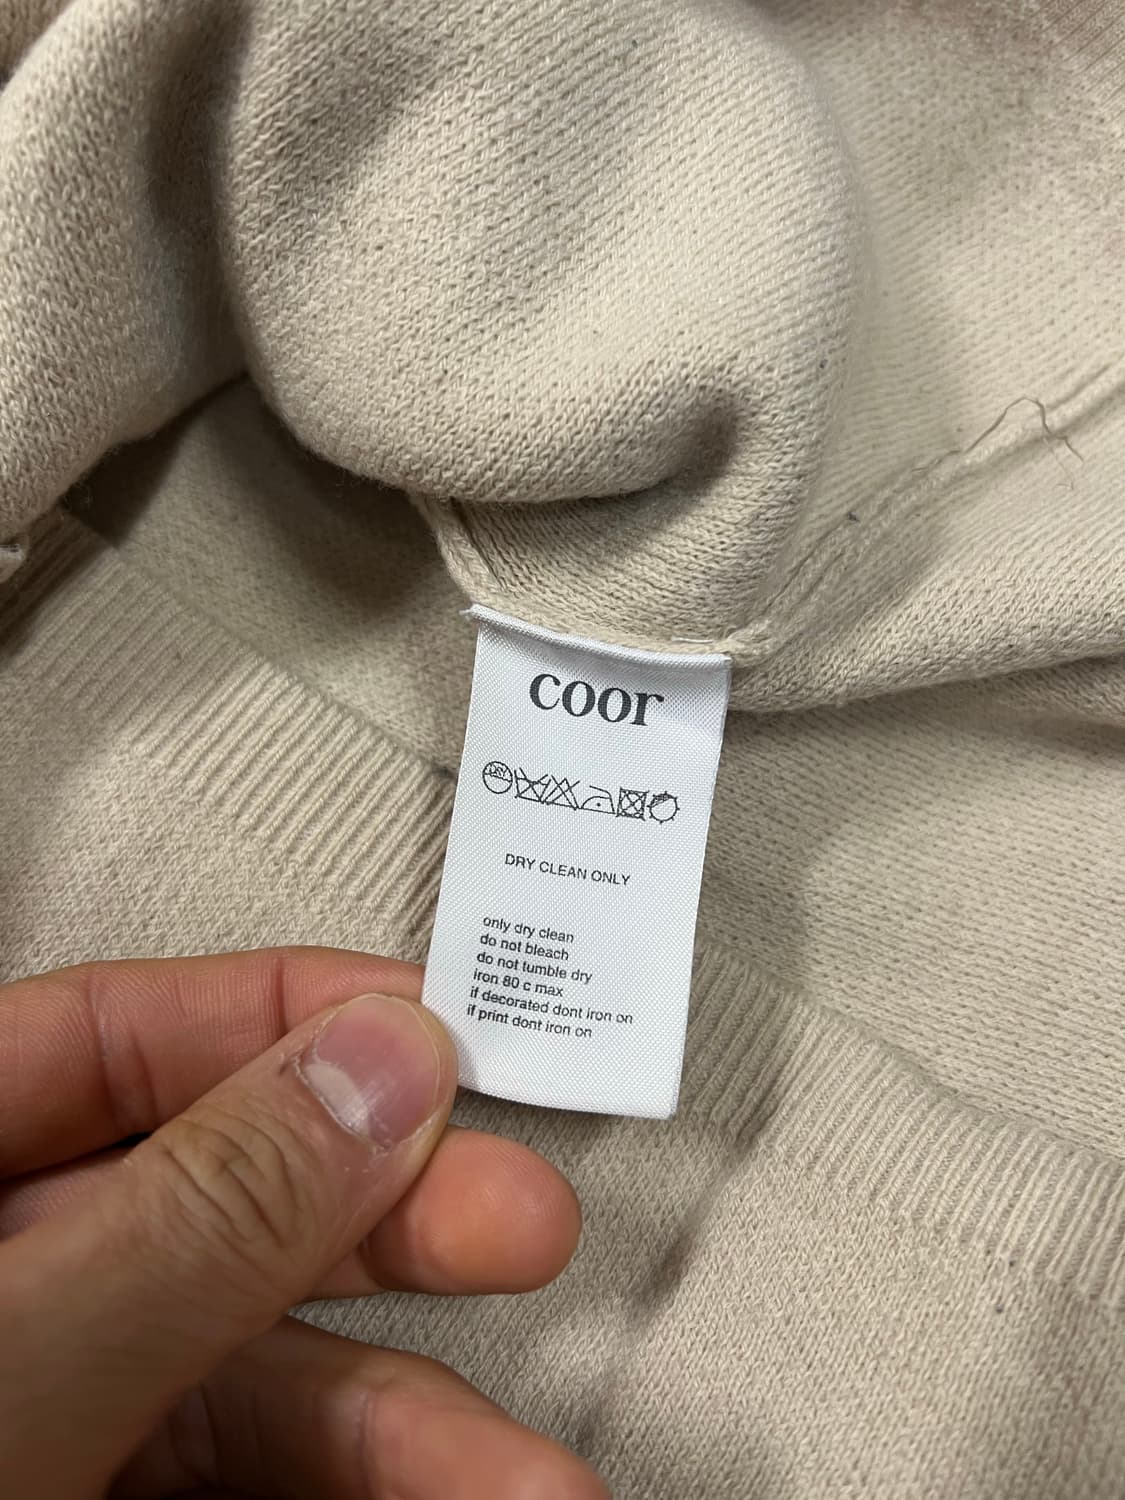 coor
DRY
DRY CLEAN ONLY
only dry clean
do not bleach
do not tumble dry
iron 80 c max
if decorated dont iron on
if print dont iron on